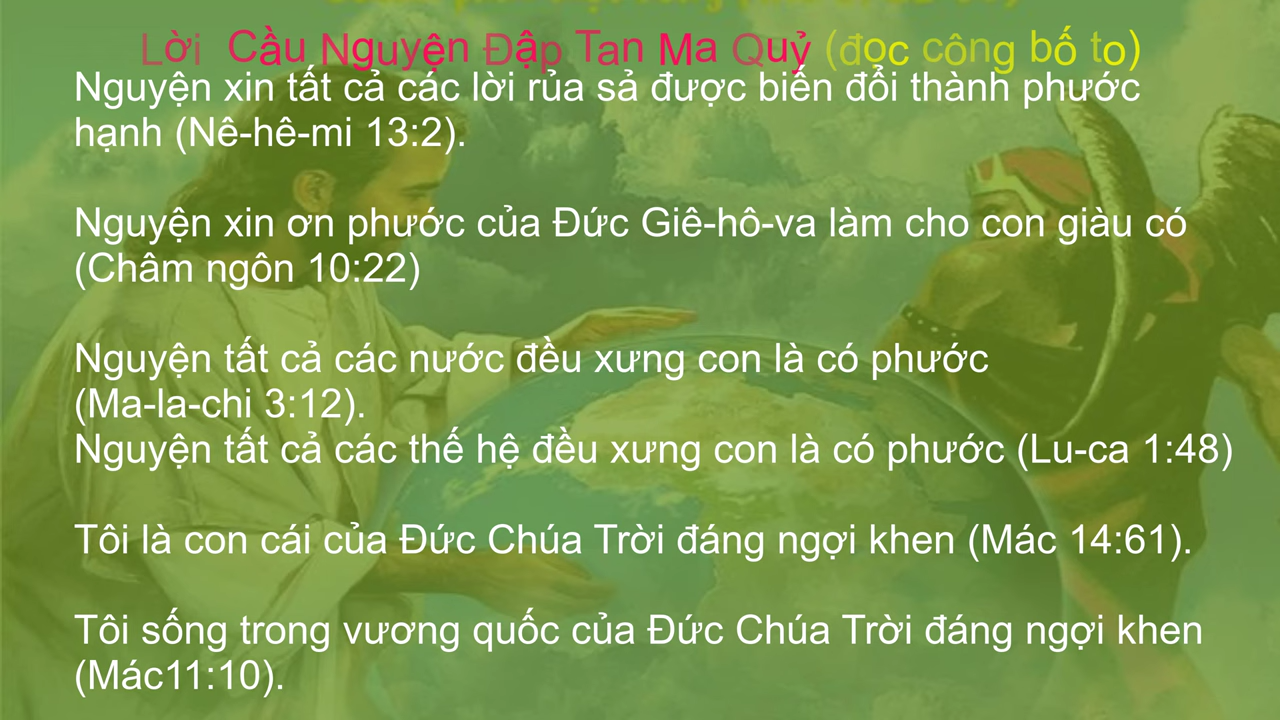 Lời Cầu Nguyện Đập Tan Ma Quỷ (đọc công bố to)
Nguyện xin tất cả các lời rủa sả được biến đổi thành phước
hạnh (Nê-hê-mi 13:2).
Nguyện xin ơn phước của Đức Giê-hô-va làm cho con giàu có
(Châm ngôn 10:22)
Nguyện tất cả các nước đều xưng con là có phước
(Ma-la-chi 3:12).
Nguyện tất cả các thế hệ đều xưng con là có phước (Lu-ca 1:48)
Tôi là con cái của Đức Chúa Trời đáng ngợi khen (Mác 14:61).
Tôi sống trong vương quốc của Đức Chúa Trời đáng ngợi khen
(Mác11:10).